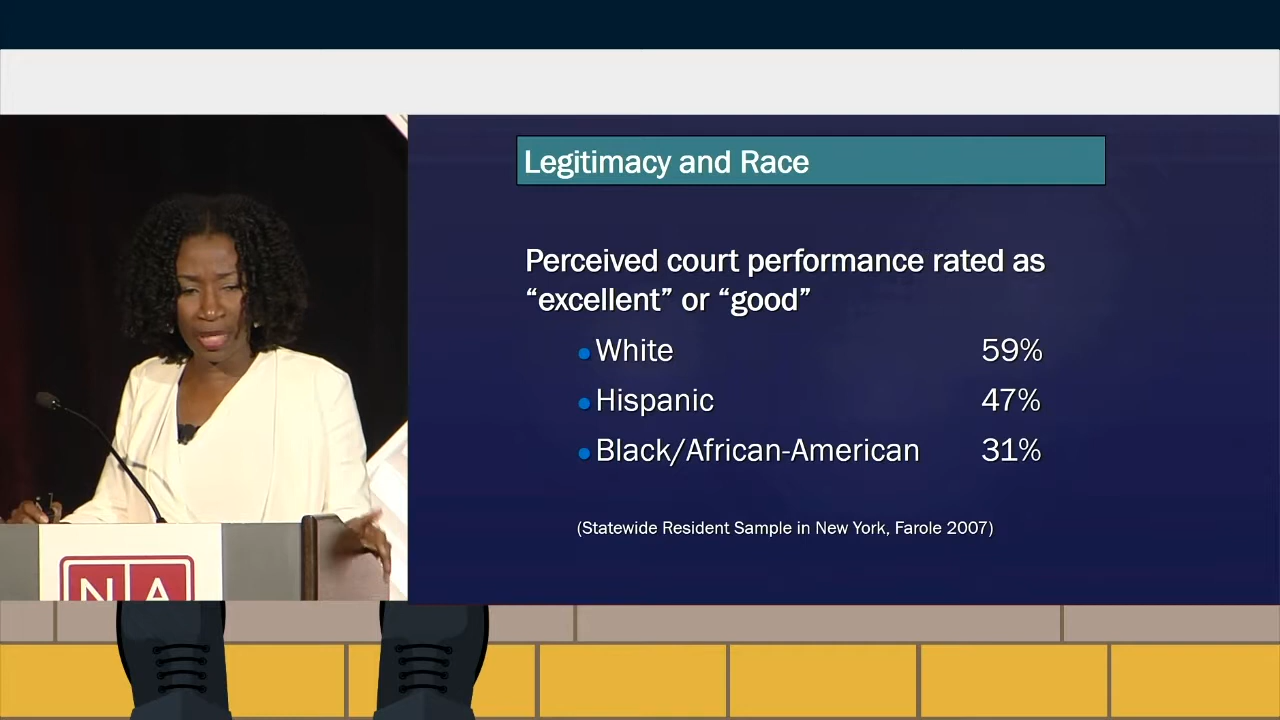 Legitimacy and Race
Perceived court performance rated as
“excellent” or “good”
White 59%
Hispanic 47%
Black/African-American 31%
(Statewide Resident Sample in New York, Farole 2007)
NA